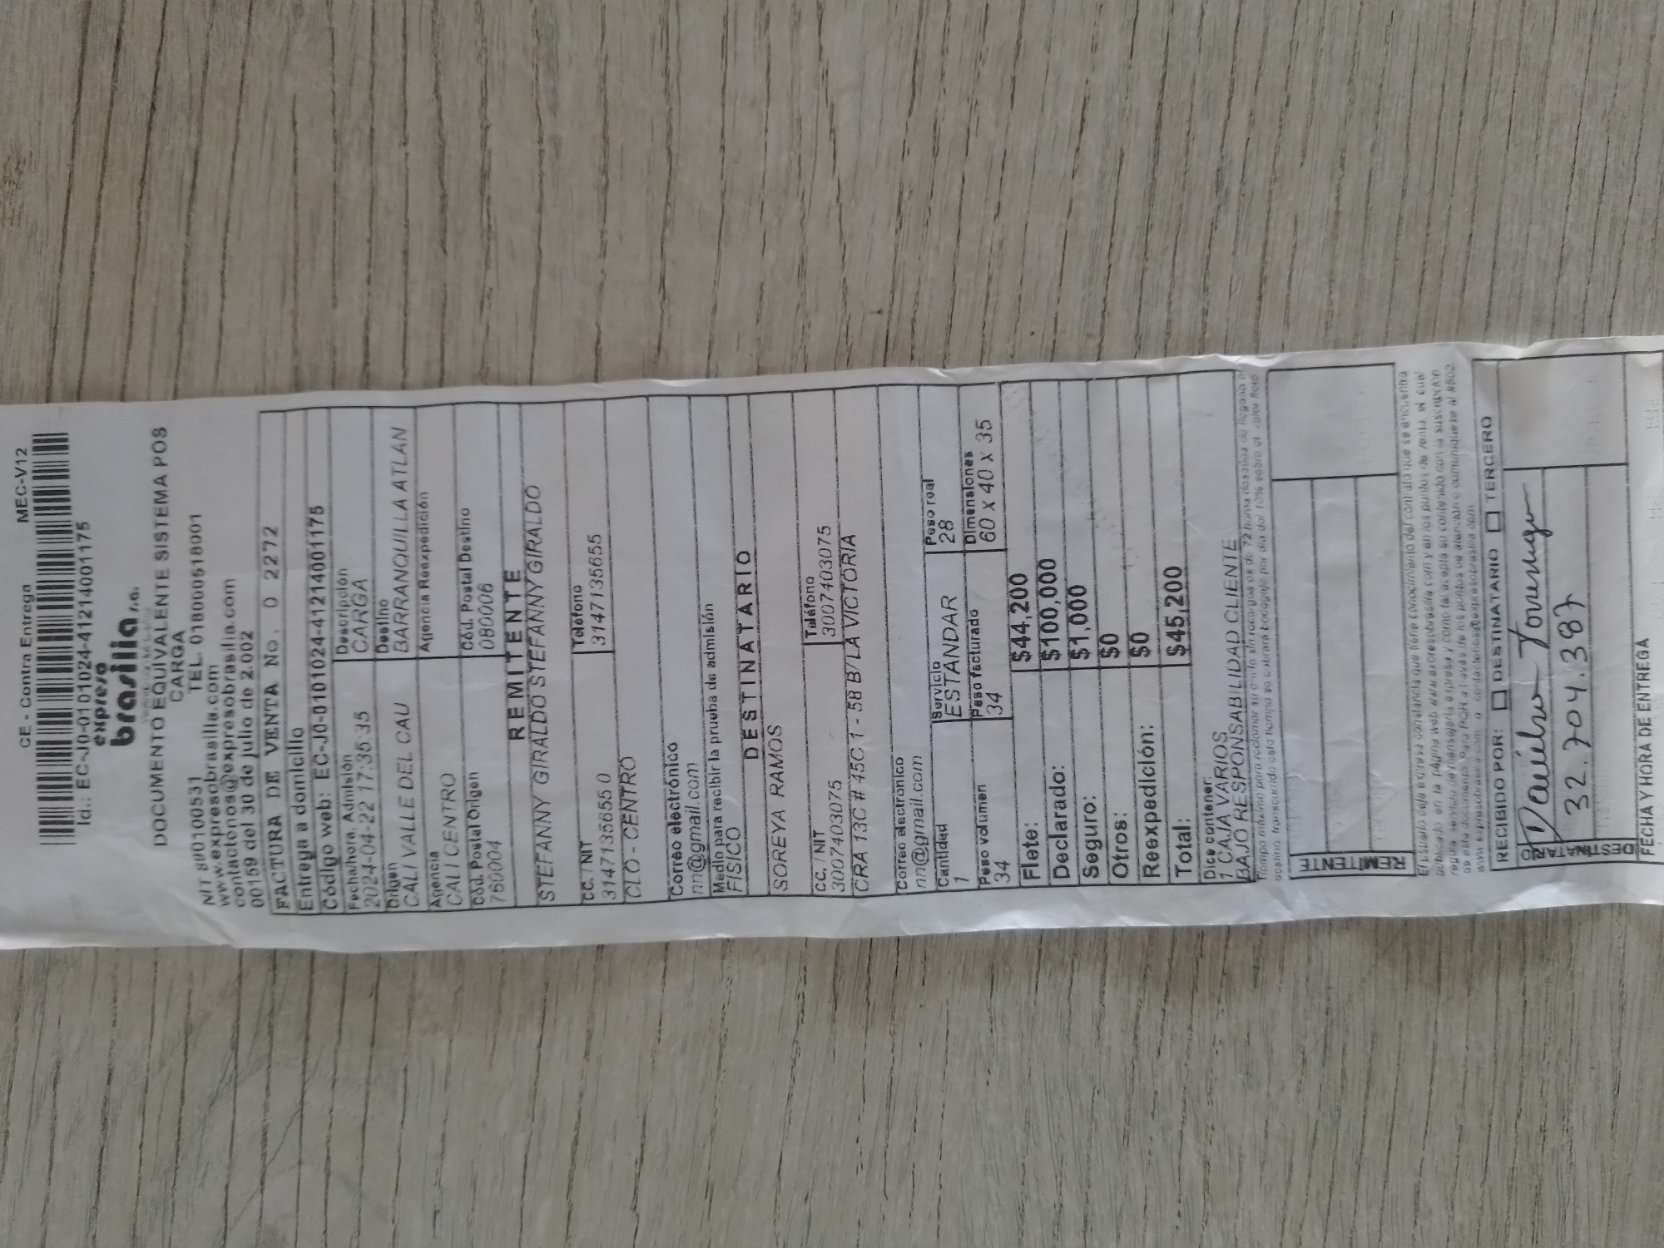 CE - Contra Entrega MEC-V12
Id.: EC-J0-0101024-41214001175
expreso
brasilia s.a.
DOCUMENTO EQUIVALENTE SISTEMA POS
CARGA
NIT 8901000531 TEL. 018000518001
www.expresobrasilia.com
contactenos@expresobrasilia.com
00159 del 30 de julio de 2.002
FACTURA DE VENTA No. O 2272
Entrega a domicilio
Código web: EC-J0-0101024-41214001175
Fecha/hora Admisión Descripción
2024-04-22 17:35:35 CARGA
Origen Destino
CALI VALLE DEL CAU BARRANQUILLA ATLAN
Agencia Agencia Reexpedición
CALI CENTRO
Cód. Postal Origen Cód. Postal Destino
760004 080006
REMITENTE
STEFANNY GIRALDO STEFANNY GIRALDO
CC. / NIT Teléfono
3147135655 0 3147135655
CLO - CENTRO
Correo electrónico
nn@gmail.com
Medio para recibir la prueba de admisión
FISICO
DESTINATARIO
SOREYA RAMOS
CC. / NIT Teléfono
3007403075 3007403075
CRA 13C # 45C 1 - 58 B/ LA VICTORIA
Correo electronico
nn@gmail.com
Cantidad Servicio Peso real
1 ESTANDAR 28
Peso volumen Peso facturado Dimensiones
34 34 60 x 40 x 35
Flete: $44,200
Declarado: $100,000
Seguro: $1,000
Otros: $0
Reexpedición: $0
Total: $45,200
Dice contener
1 CAJA VARIOS
BAJO RESPONSABILIDAD CLIENTE
REMITENTE
RECIBIDO POR: DESTINATARIO TERCERO
DESTINATARIO
32.704.387
FECHA Y HORA DE ENTREGA